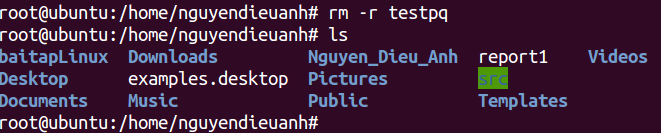 root@ubuntu:/home/nguyendieuanh# rm -r testpq
root@ubuntu:/home/nguyendieuanh# ls
baitapLinux  Downloads         Nguyen_Dieu_Anh  report1    Videos
Desktop      examples.desktop  Pictures         src
Documents    Music             Public           Templates
root@ubuntu:/home/nguyendieuanh#